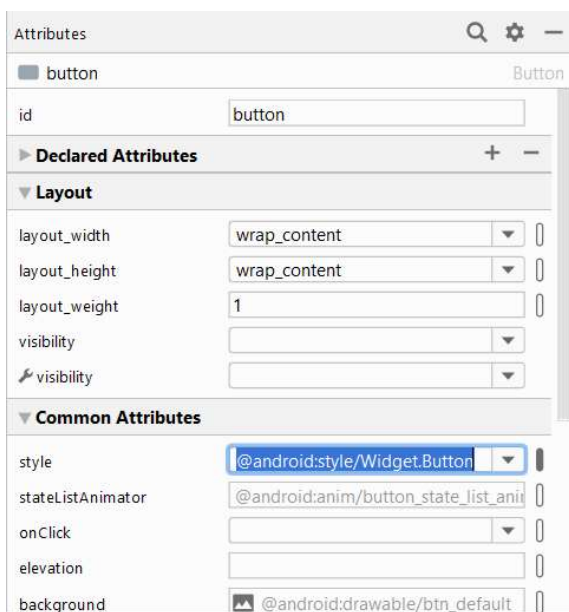 Attributes
button Button
id button
Declared Attributes
Layout
layout_width wrap_content
layout_height wrap_content
layout_weight 1
visibility
visibility
Common Attributes
style @android:style/Widget.Button
stateListAnimator @android:anim/button_state_list_ani
onClick
elevation
background @android:drawable/btn_default